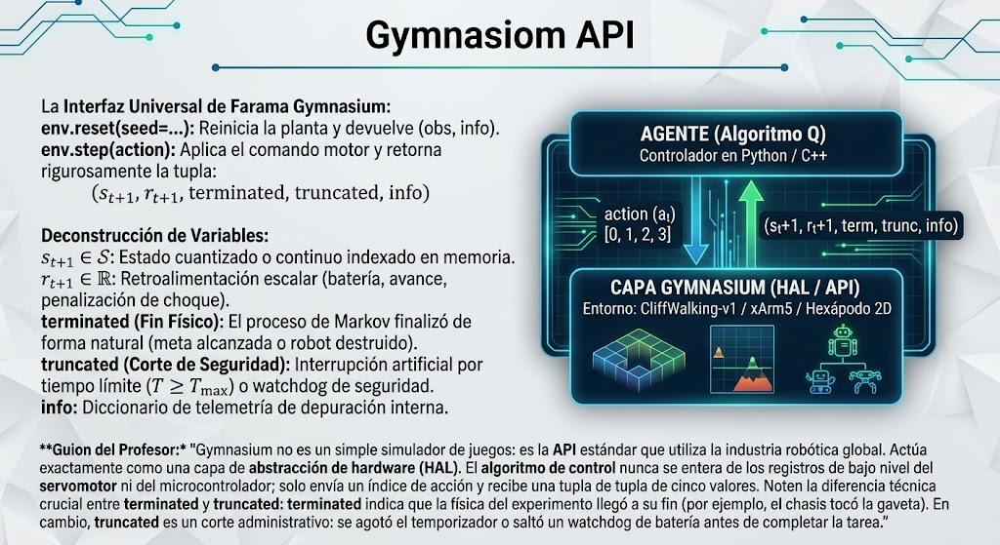 Gymnasiom API
La Interfaz Universal de Farama Gymnasium:
env.reset(seed=...): Reinicia la planta y devuelve (obs, info).
env.step(action): Aplica el comando motor y retorna
rigurosamente la tupla:
(sₜ₊₁, rₜ₊₁, terminated, truncated, info)
Deconstrucción de Variables:
sₜ₊₁ ∈ 𝒮: Estado cuantizado o continuo indexado en memoria.
rₜ₊₁ ∈ ℝ: Retroalimentación escalar (batería, avance,
penalización de choque).
terminated (Fin Físico): El proceso de Markov finalizó de
forma natural (meta alcanzada o robot destruido).
truncated (Corte de Seguridad): Interrupción artificial por
tiempo límite (T ≥ Tₘₐₓ) o watchdog de seguridad.
info: Diccionario de telemetría de depuración interna.
AGENTE (Algoritmo Q)
Controlador en Python / C++
action (aₜ)
[0, 1, 2, 3]
(sₜ+1, rₜ+1, term, trunc, info)
CAPA GYMNASIUM (HAL / API)
Entorno: CliffWalking-v1 / xArm5 / Hexápodo 2D
**Guion del Profesor:* "Gymnasium no es un simple simulador de juegos: es la API estándar que utiliza la industria robótica global. Actúa
exactamente como una capa de abstracción de hardware (HAL). El algoritmo de control nunca se entera de los registros de bajo nivel del
servomotor ni del microcontrolador; solo envía un índice de acción y recibe una tupla de tupla de cinco valores. Noten la diferencia técnica
crucial entre terminated y truncated: terminated indica que la física del experimento llegó a su fin (por ejemplo, el chasis tocó la gaveta). En
cambio, truncated es un corte administrativo: se agotó el temporizador o saltó un watchdog de batería antes de completar la tarea."